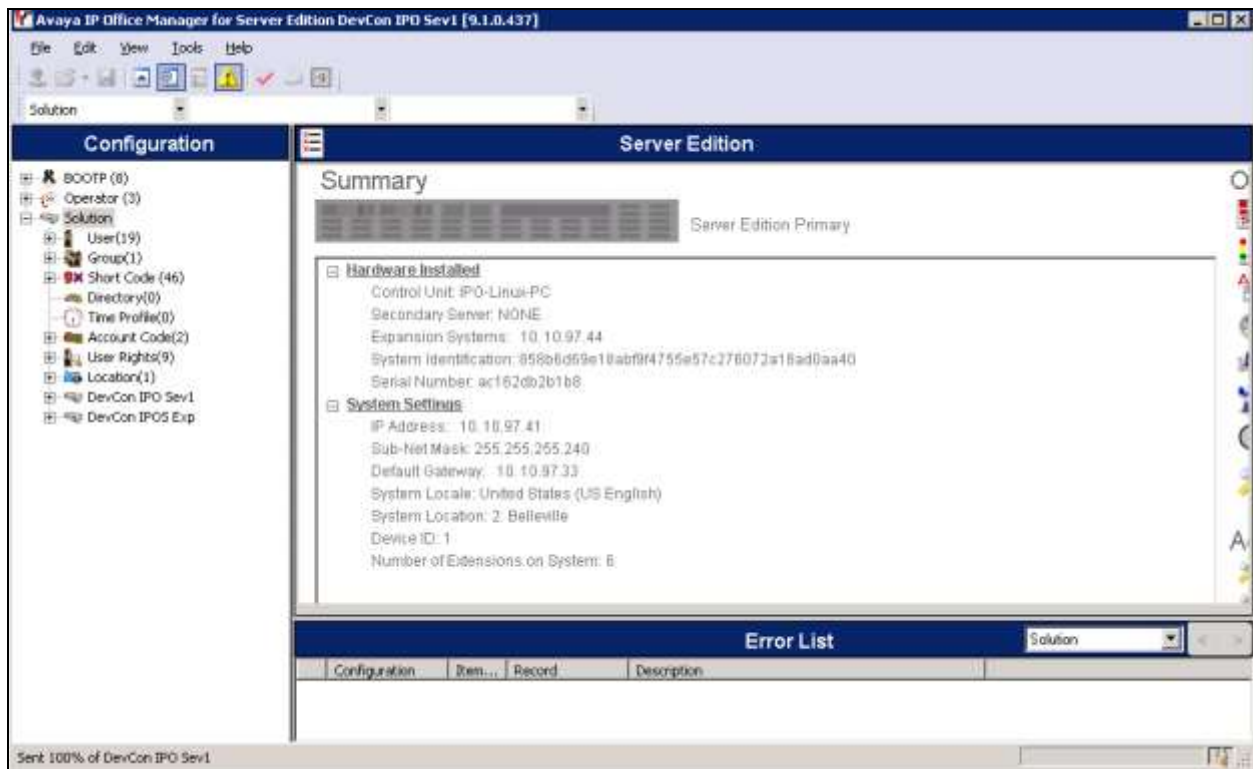 Avaya IP Office Manager for Server Edition DevCon IPO Sev1 [9.1.0.437]
File Edit View Tools Help
Solution
Configuration
BOOTP (8)
Operator (3)
Solution
User(19)
Group(1)
Short Code (46)
Directory(0)
Time Profile(0)
Account Code(2)
User Rights(9)
Location(1)
DevCon IPO Sev1
DevCon IPOS Exp
Server Edition
Summary
Server Edition Primary
Hardware Installed
Control Unit: IPO-Linux-PC
Secondary Server: NONE
Expansion Systems: 10.10.97.44
System Identification:
Serial Number: ac162db2b1b8
System Settings
IP Address: 10.10.97.41
Sub-Net Mask: 255.255.255.240
Default Gateway: 10.10.97.33
System Locale: United States (US English)
System Location: 2: Belleville
Device ID: 1
Number of Extensions on System: 6
Error List
Solution
Configuration Item... Record Description
Sent 100% of DevCon IPO Sev1